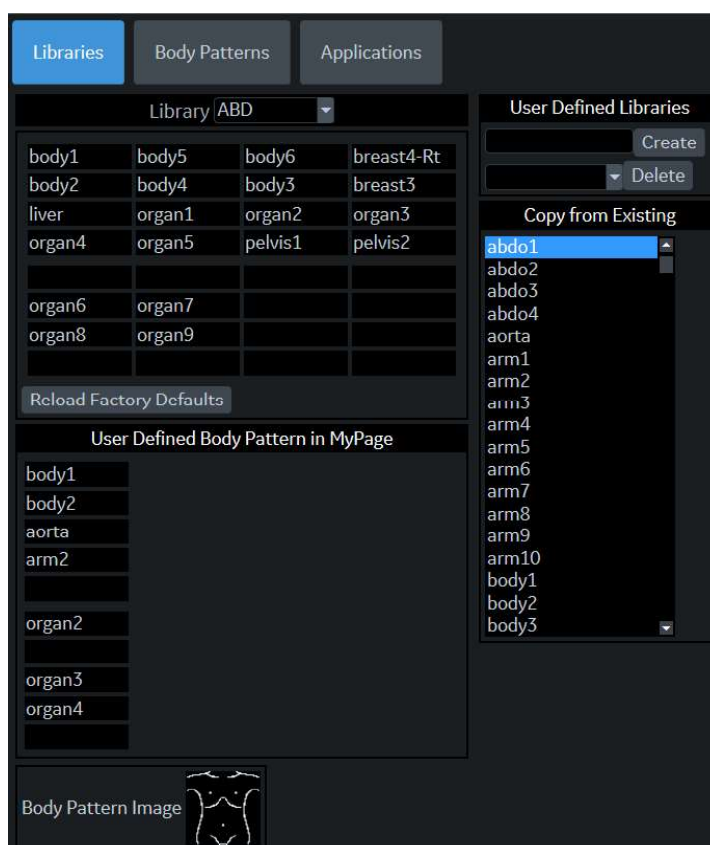 Libraries Body Patterns Applications
Library ABD
body1 body5 body6 breast4-Rt
body2 body4 body3 breast3
liver organ1 organ2 organ3
organ4 organ5 pelvis1 pelvis2
organ6 organ7
organ8 organ9
Reload Factory Defaults
User Defined Body Pattern in MyPage
body1
body2
aorta
arm2
organ2
organ3
organ4
Body Pattern Image
User Defined Libraries
Create
Delete
Copy from Existing
abdo1
abdo2
abdo3
abdo4
aorta
arm1
arm2
arm3
arm4
arm5
arm6
arm7
arm8
arm9
arm10
body1
body2
body3